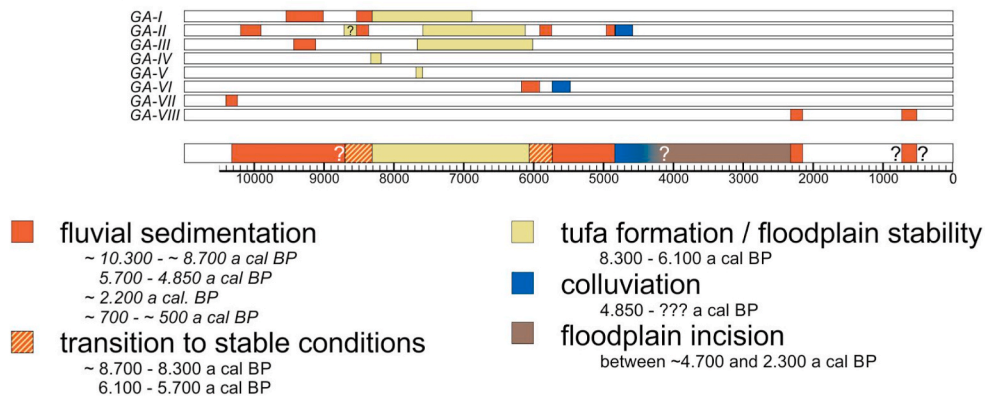 GA-I
GA-II
?
GA-III
GA-IV
GA-V
GA-VI
GA-VII
GA-VIII
? ? ? ?
10000 9000 8000 7000 6000 5000 4000 3000 2000 1000 0
fluvial sedimentation
~ 10.300 - ~ 8.700 a cal BP
5.700 - 4.850 a cal BP
~ 2.200 a cal. BP
~ 700 - ~ 500 a cal BP
transition to stable conditions
~ 8.700 - 8.300 a cal BP
6.100 - 5.700 a cal BP
tufa formation / floodplain stability
8.300 - 6.100 a cal BP
colluviation
4.850 - ??? a cal BP
floodplain incision
between ~4.700 and 2.300 a cal BP